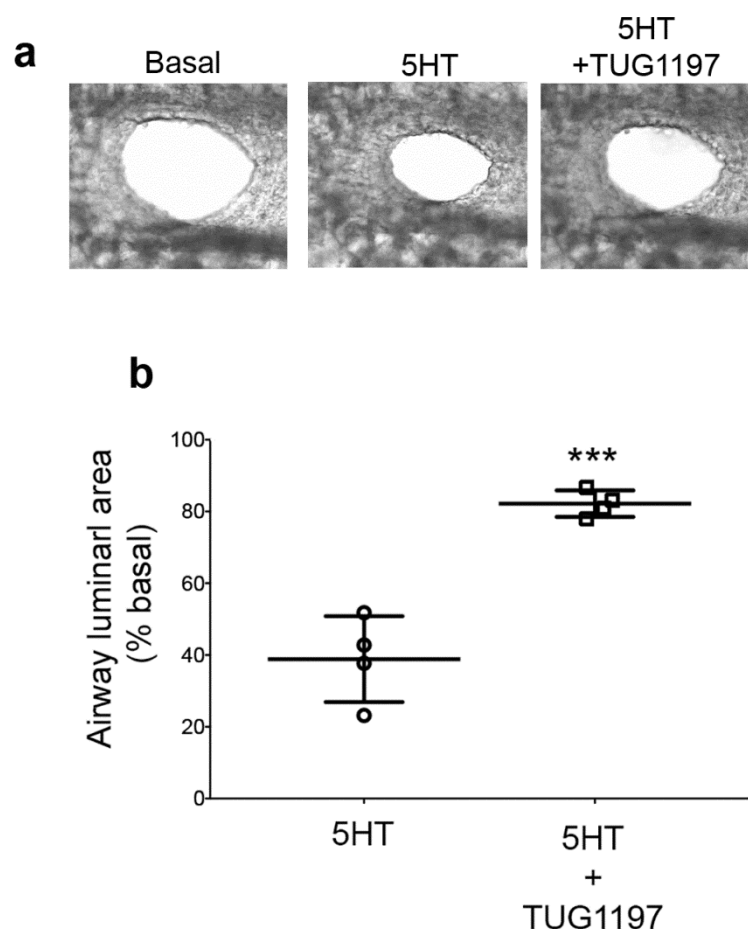 a
Basal
5HT
5HT
+TUG1197
b
Airway luminarl area
(% basal)
100
80
60
40
20
0
***
5HT
5HT
+
TUG1197